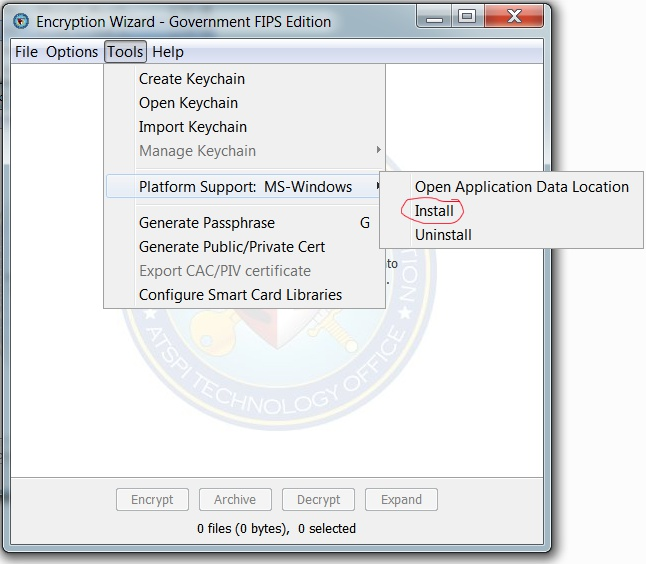 Encryption Wizard - Government FIPS Edition
File Options Tools Help
Create Keychain
Open Keychain
Import Keychain
Manage Keychain
Platform Support: MS-Windows
Open Application Data Location
Install
Uninstall
Generate Passphrase G
Generate Public/Private Cert
Export CAC/PIV certificate
Configure Smart Card Libraries
ATSPI TECHNOLOGY OFFICE
Encrypt Archive Decrypt Expand
0 files (0 bytes), 0 selected